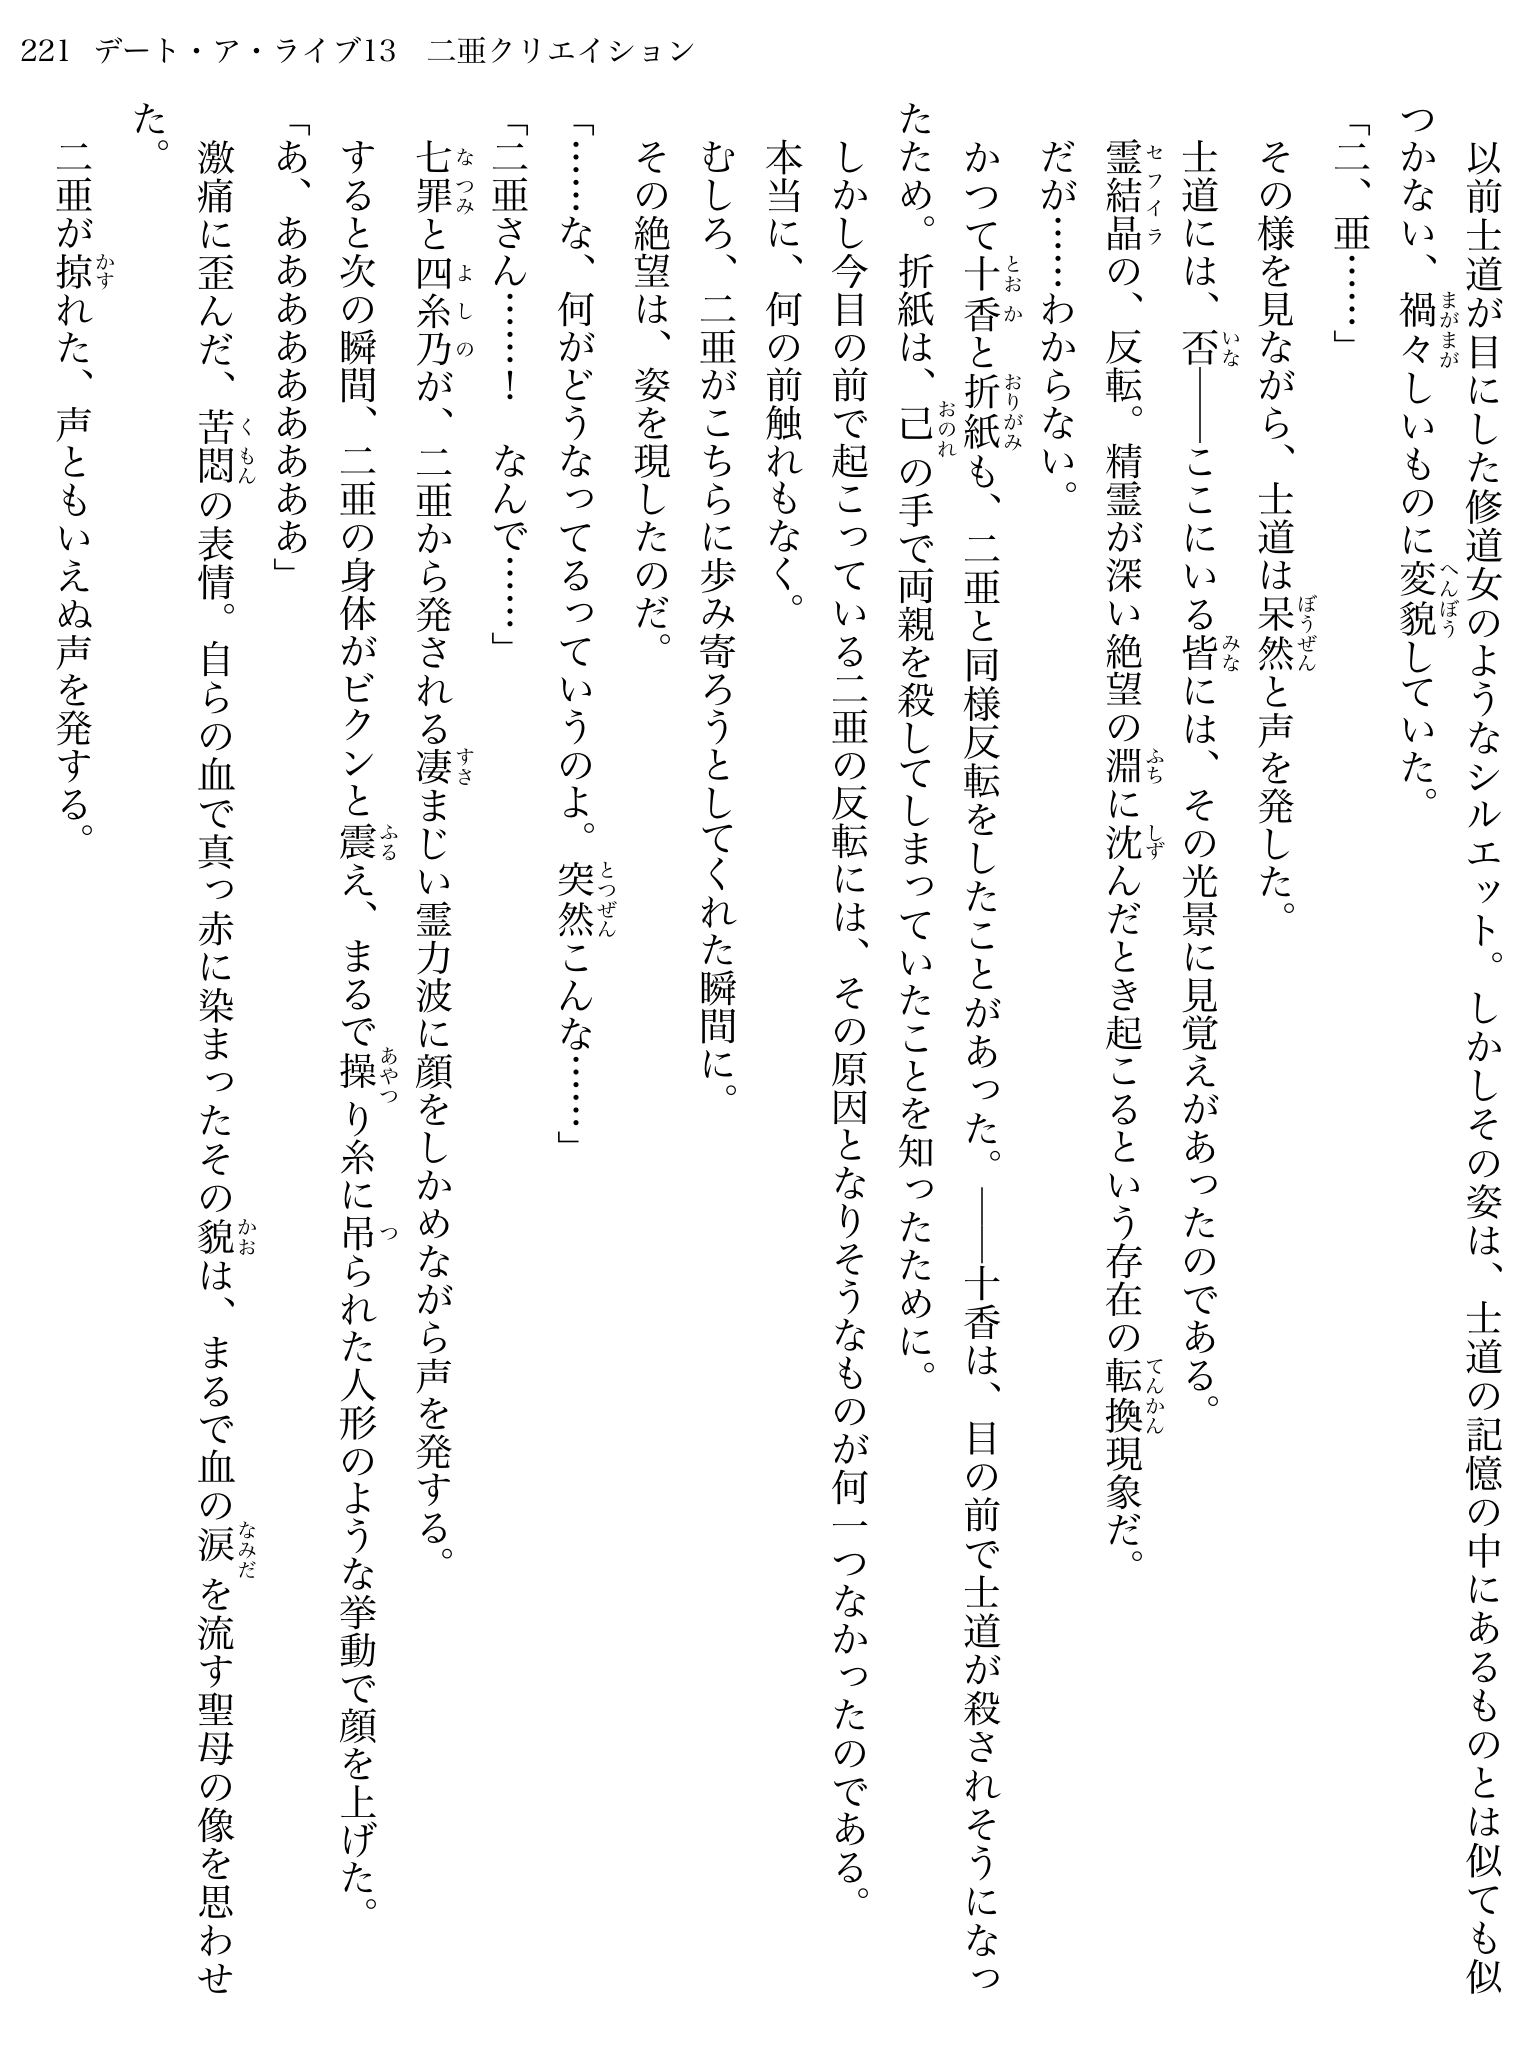 221 デート・ア・ライブ13　二亜クリエイション
　以前士道が目にした修道女のようなシルエット。しかしその姿は、士道の記憶の中にあるものとは似ても似
つかない、禍々しいものに変貌していた。
「二、亜……」
　その様を見ながら、士道は呆然と声を発した。
　士道には、否――ここにいる皆には、その光景に見覚えがあったのである。
　霊結晶の、反転。精霊が深い絶望の淵に沈んだとき起こるという存在の転換現象だ。
　だが……わからない。
　かつて十香と折紙も、二亜と同様反転をしたことがあった。――十香は、目の前で士道が殺されそうになっ
たため。折紙は、己の手で両親を殺してしまっていたことを知ったために。
　しかし今目の前で起こっている二亜の反転には、その原因となりそうなものが何一つなかったのである。
　本当に、何の前触れもなく。
　むしろ、二亜がこちらに歩み寄ろうとしてくれた瞬間に。
　その絶望は、姿を現したのだ。
「……な、何がどうなってるっていうのよ。突然こんな……」
「二亜さん……！　なんで……」
　七罪と四糸乃が、二亜から発される凄まじい霊力波に顔をしかめながら声を発する。
　すると次の瞬間、二亜の身体がビクンと震え、まるで操り糸に吊られた人形のような挙動で顔を上げた。
「あ、あああああああああ」
　激痛に歪んだ、苦悶の表情。自らの血で真っ赤に染まったその貌は、まるで血の涙を流す聖母の像を思わせ
た。
　二亜が掠れた、声ともいえぬ声を発する。